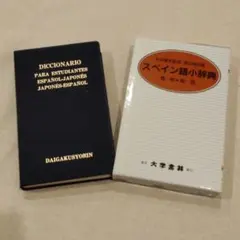 DICCIONARIO
PARA ESTUDIANTES
ESPAÑOL-JAPONÉS
JAPONÉS-ESPAÑOL
DAIGAKUSYORIN
スペイン語小辞典
大学書林